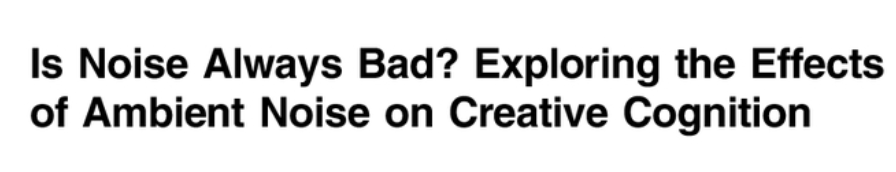 Is Noise Always Bad? Exploring the Effects
of Ambient Noise on Creative Cognition